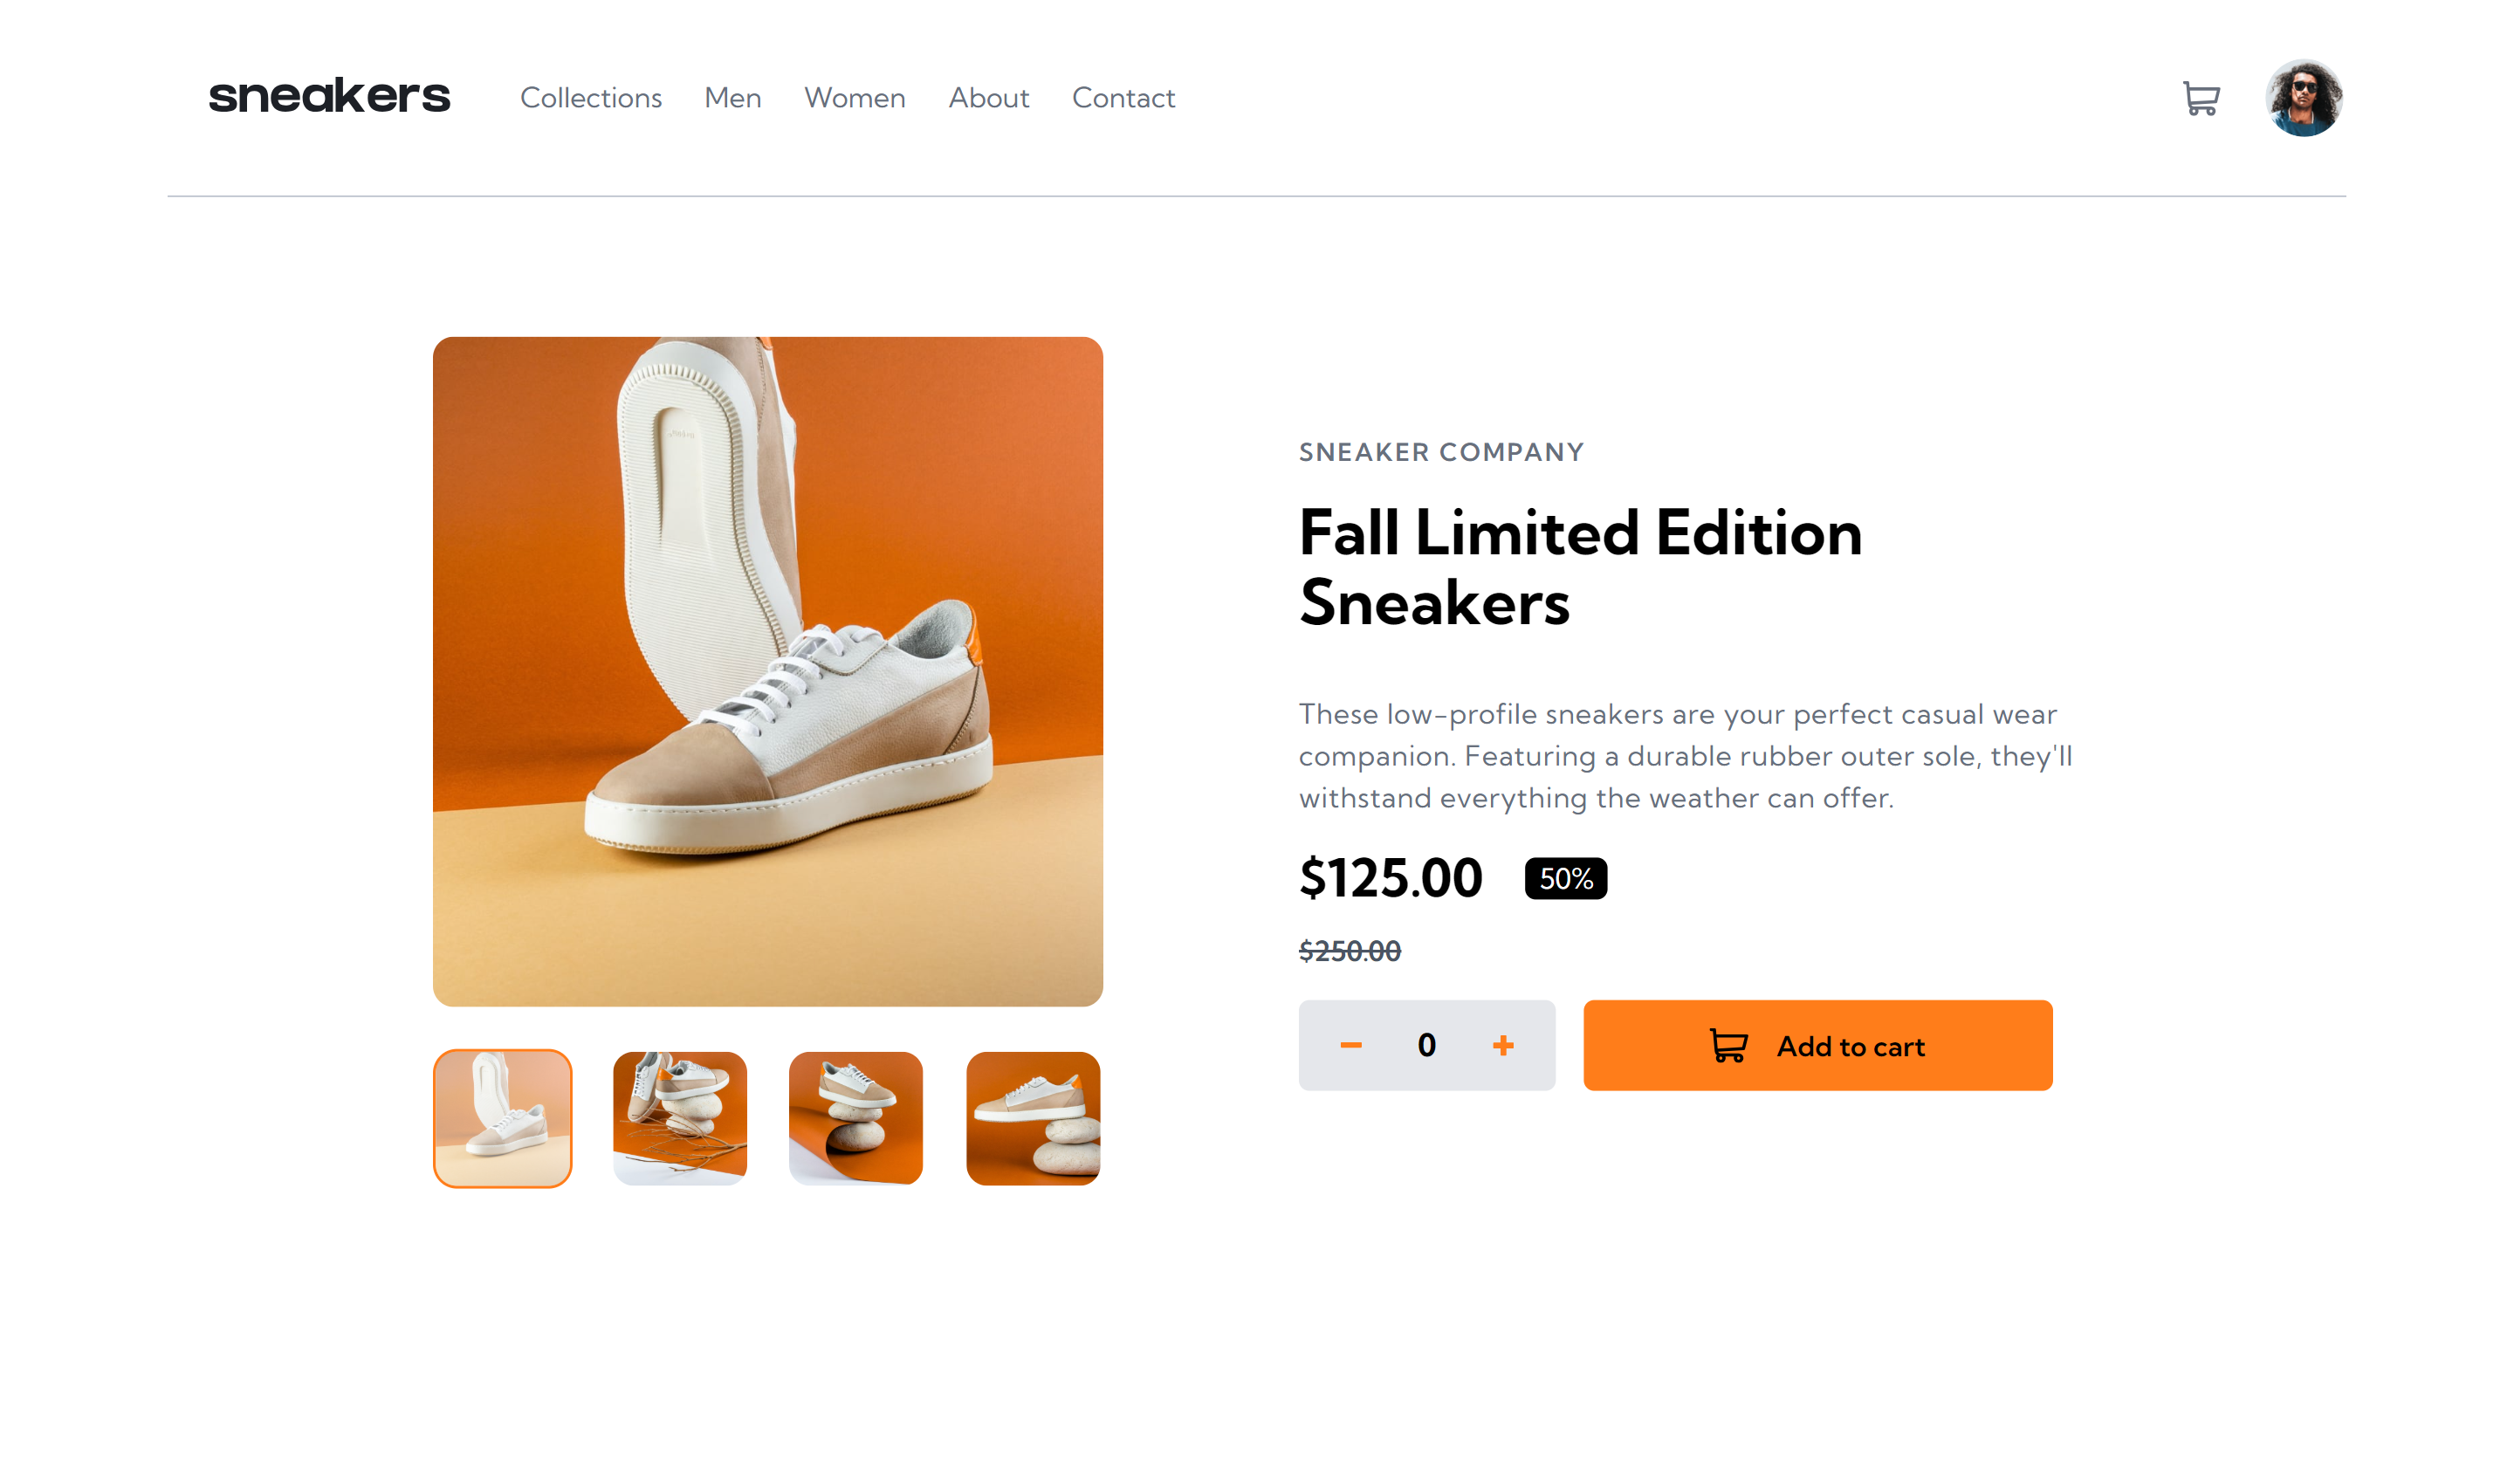 sneakers
Collections Men Women About Contact
SNEAKER COMPANY
Fall Limited Edition
Sneakers
These low-profile sneakers are your perfect casual wear
companion. Featuring a durable rubber outer sole, they'll
withstand everything the weather can offer.
$125.00 50%
$250.00
− 0 + Add to cart